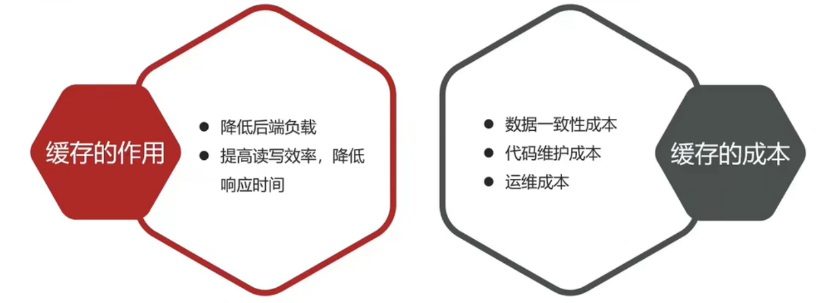 缓存的作用
降低后端负载
提高读写效率，降低
响应时间
数据一致性成本
代码维护成本
运维成本
缓存的成本